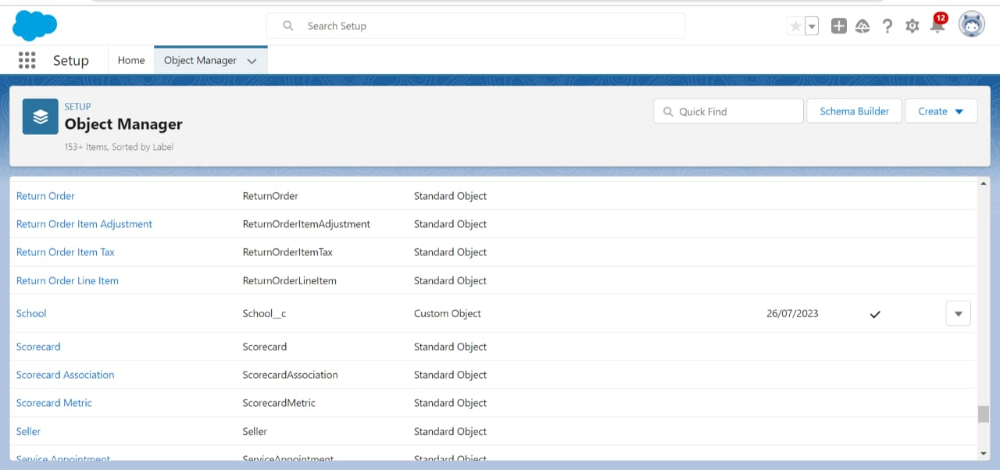 Search Setup
12
Setup Home Object Manager
SETUP
Object Manager
153+ Items, Sorted by Label
Quick Find Schema Builder Create
Return Order ReturnOrder Standard Object
Return Order Item Adjustment ReturnOrderItemAdjustment Standard Object
Return Order Item Tax ReturnOrderItemTax Standard Object
Return Order Line Item ReturnOrderLineItem Standard Object
School School__c Custom Object 26/07/2023
Scorecard Scorecard Standard Object
Scorecard Association ScorecardAssociation Standard Object
Scorecard Metric ScorecardMetric Standard Object
Seller Seller Standard Object
Service Appointment ServiceAppointment Standard Object